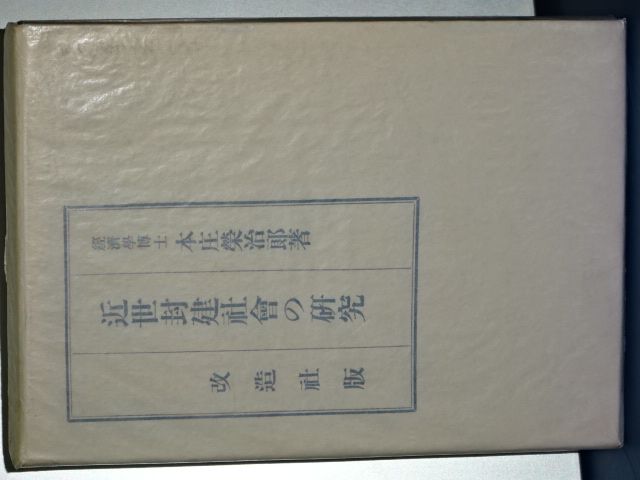 經濟學博士 本庄榮治郎著
近世封建社會の研究
改造社版